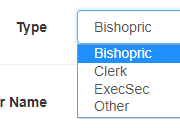 Type Bishopric
Bishopric
Clerk
ExecSec
r Name Other